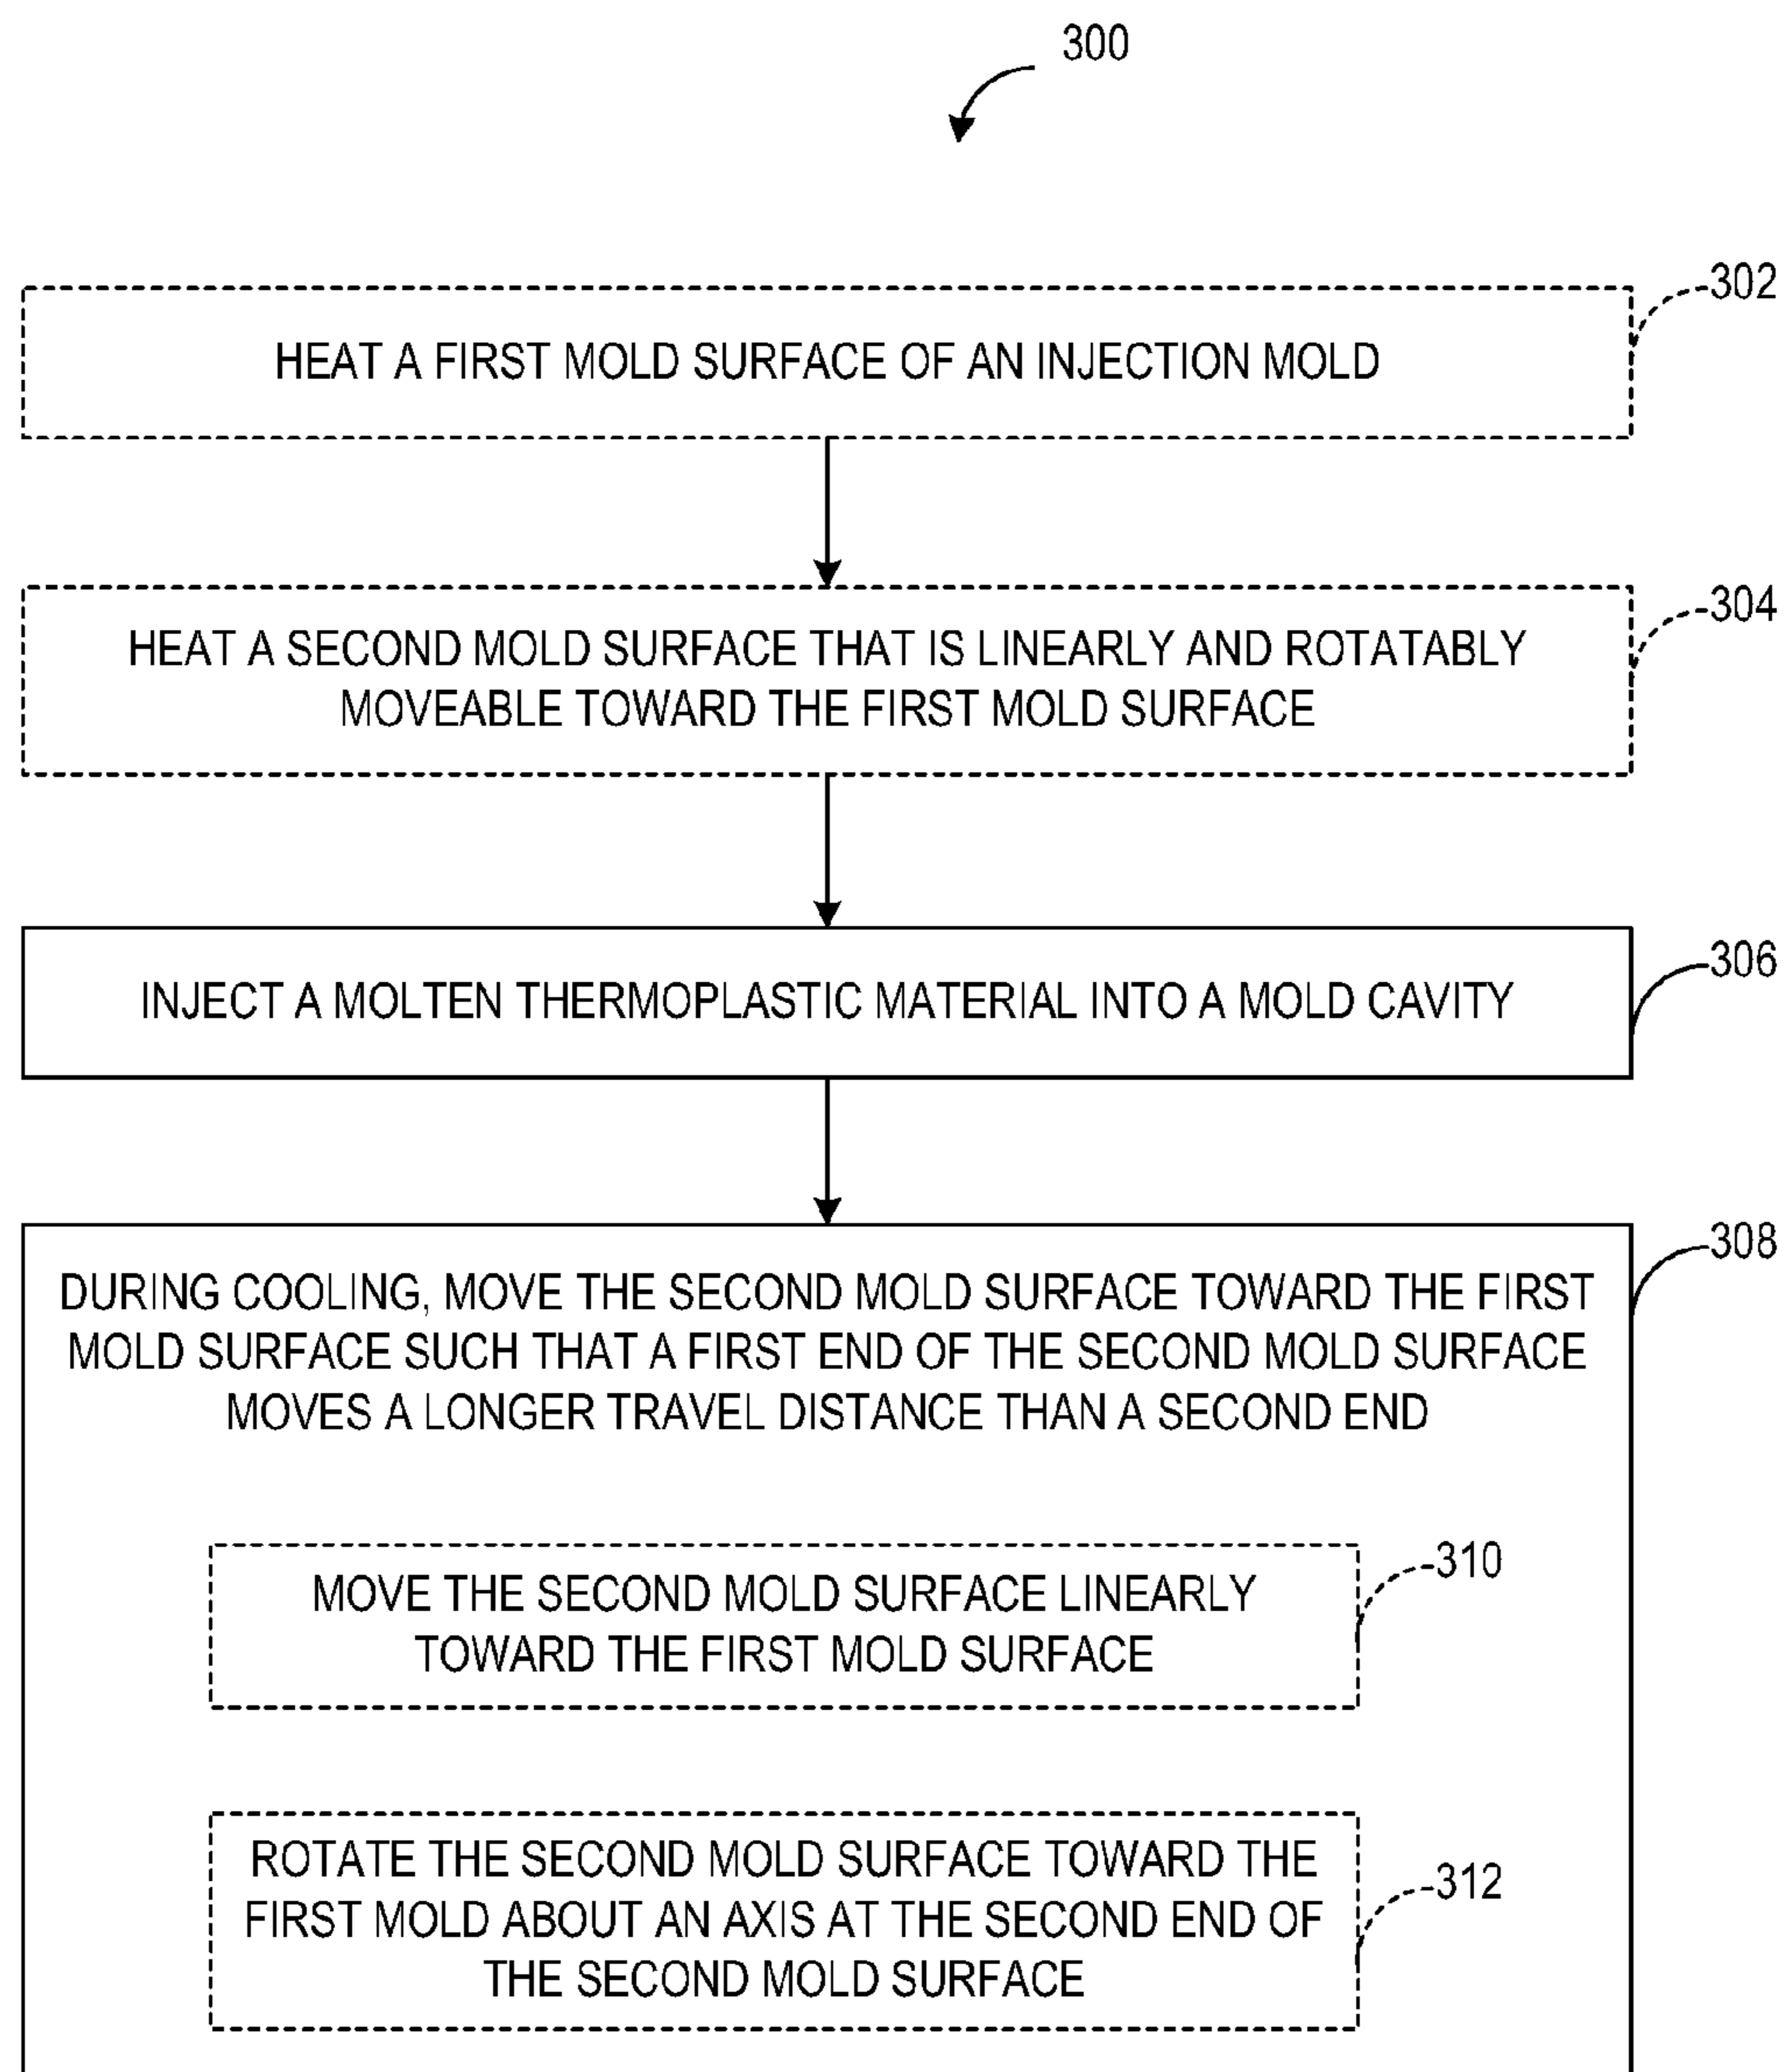 300
302
HEAT A FIRST MOLD SURFACE OF AN INJECTION MOLD
304
HEAT A SECOND MOLD SURFACE THAT IS LINEARLY AND ROTATABLY
MOVEABLE TOWARD THE FIRST MOLD SURFACE
306
INJECT A MOLTEN THERMOPLASTIC MATERIAL INTO A MOLD CAVITY
308
DURING COOLING, MOVE THE SECOND MOLD SURFACE TOWARD THE FIRST
MOLD SURFACE SUCH THAT A FIRST END OF THE SECOND MOLD SURFACE
MOVES A LONGER TRAVEL DISTANCE THAN A SECOND END
310
MOVE THE SECOND MOLD SURFACE LINEARLY
TOWARD THE FIRST MOLD SURFACE
312
ROTATE THE SECOND MOLD SURFACE TOWARD THE
FIRST MOLD ABOUT AN AXIS AT THE SECOND END OF
THE SECOND MOLD SURFACE